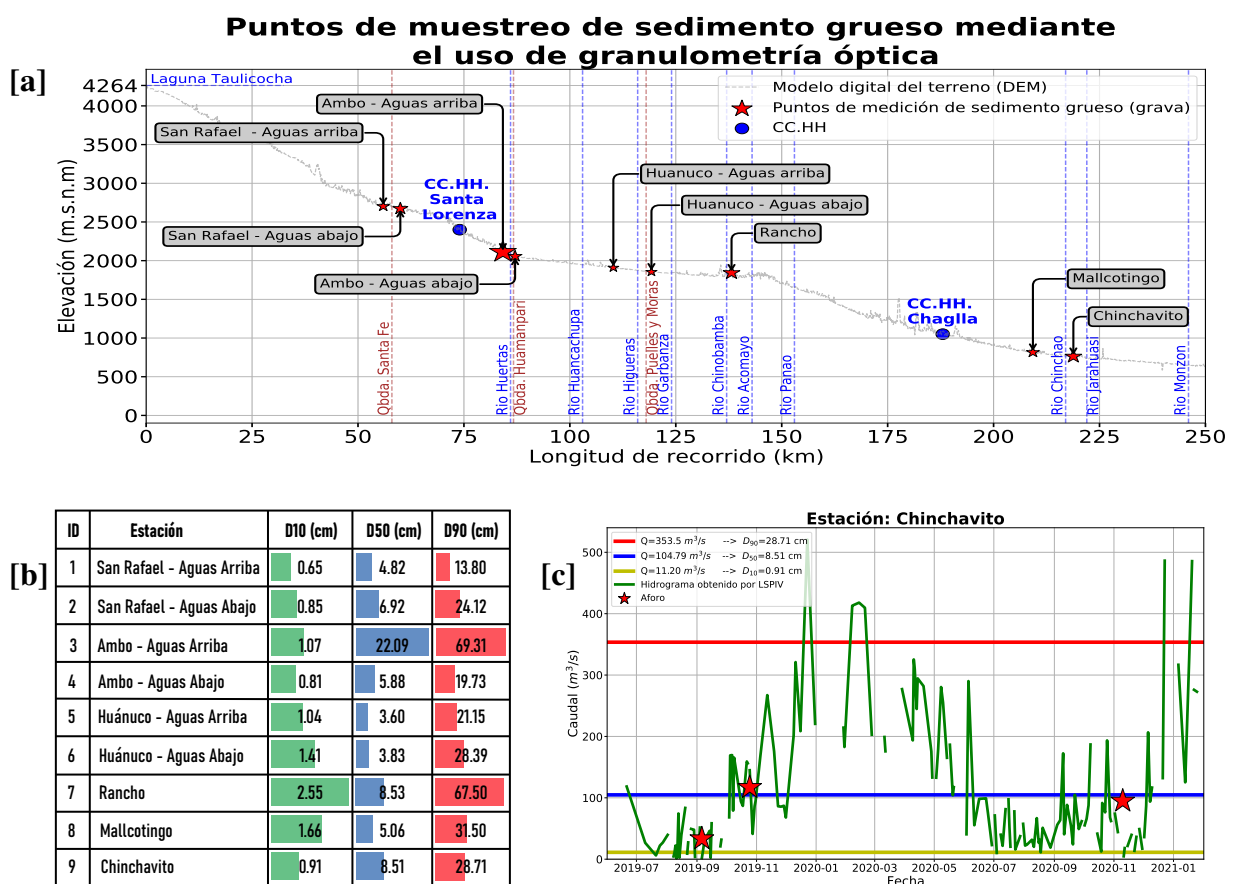 Puntos de muestreo de sedimento grueso mediante
el uso de granulometría óptica
[a]
Laguna Taulicocha
4264
4000
3500
3000
2500
2000
1500
1000
500
0
Elevación (m.s.n.m)
Modelo digital del terreno (DEM)
Puntos de medición de sedimento grueso (grava)
CC.HH
Ambo - Aguas arriba
San Rafael - Aguas arriba
CC.HH.
Santa
Lorenza
San Rafael - Aguas abajo
Ambo - Aguas abajo
Huanuco - Aguas arriba
Huanuco - Aguas abajo
Rancho
Mallcotingo
CC.HH.
Chaglla
Chinchavito
Qbda. Santa Fe
Rio Huertas
Qbda. Huamanpari
Rio Huancachupa
Rio Higueras
Qbda. Puelles y Moras
Rio Garbanza
Rio Chinobamba
Rio Acomayo
Rio Panao
Rio Chinchao
Rio Jarahuasi
Rio Monzon
0 25 50 75 100 125 150 175 200 225 250
Longitud de recorrido (km)
[b]
ID Estación D10 (cm) D50 (cm) D90 (cm)
1 San Rafael - Aguas Arriba 0.65 4.82 13.80
2 San Rafael - Aguas Abajo 0.85 6.92 24.12
3 Ambo - Aguas Arriba 1.07 22.09 69.31
4 Ambo - Aguas Abajo 0.81 5.88 19.73
5 Huánuco - Aguas Arriba 1.04 3.60 21.15
6 Huánuco - Aguas Abajo 1.41 3.83 28.39
7 Rancho 2.55 8.53 67.50
8 Mallcotingo 1.66 5.06 31.50
9 Chinchavito 0.91 8.51 28.71
[c]
Estación: Chinchavito
Q=353.5 m³/s --> D₉₀=28.71 cm
Q=104.79 m³/s --> D₅₀=8.51 cm
Q=11.20 m³/s --> D₁₀=0.91 cm
Hidrograma obtenido por LSPIV
Aforo
500
400
300
200
100
0
Caudal (m³/s)
2019-07 2019-09 2019-11 2020-01 2020-03 2020-05 2020-07 2020-09 2020-11 2021-01
Fecha